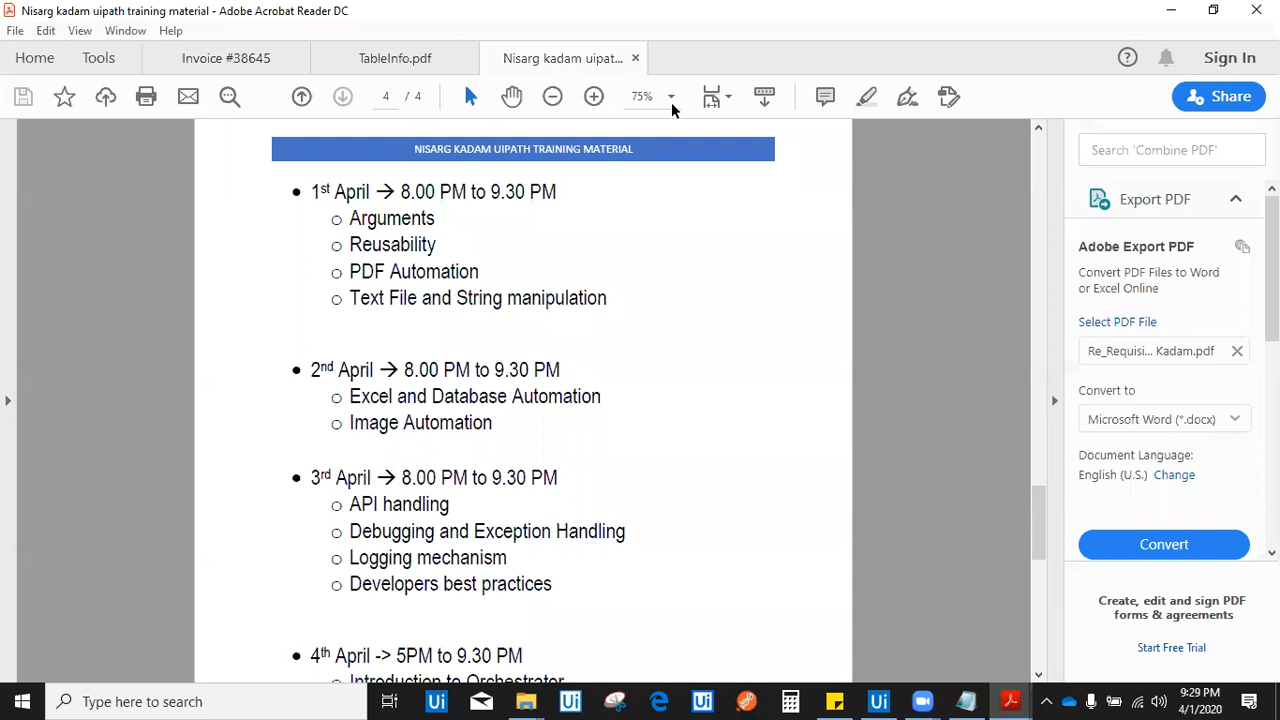 Nisarg kadam uipath training material - Adobe Acrobat Reader DC
File Edit View Window Help
Home Tools Invoice #38645 TableInfo.pdf Nisarg kadam uipat... × Sign In
4 / 4 75% Share
NISARG KADAM UIPATH TRAINING MATERIAL
• 1st April → 8.00 PM to 9.30 PM
o Arguments
o Reusability
o PDF Automation
o Text File and String manipulation
• 2nd April → 8.00 PM to 9.30 PM
o Excel and Database Automation
o Image Automation
• 3rd April → 8.00 PM to 9.30 PM
o API handling
o Debugging and Exception Handling
o Logging mechanism
o Developers best practices
• 4th April -> 5PM to 9.30 PM
o Introduction to Orchestrator
Search 'Combine PDF'
Export PDF
Adobe Export PDF
Convert PDF Files to Word
or Excel Online
Select PDF File
Re_Requisi... Kadam.pdf
Convert to
Microsoft Word (*.docx)
Document Language:
English (U.S.) Change
Convert
Create, edit and sign PDF
forms & agreements
Start Free Trial
Type here to search
Ui Ui Ui Ui
9:29 PM
4/1/2020